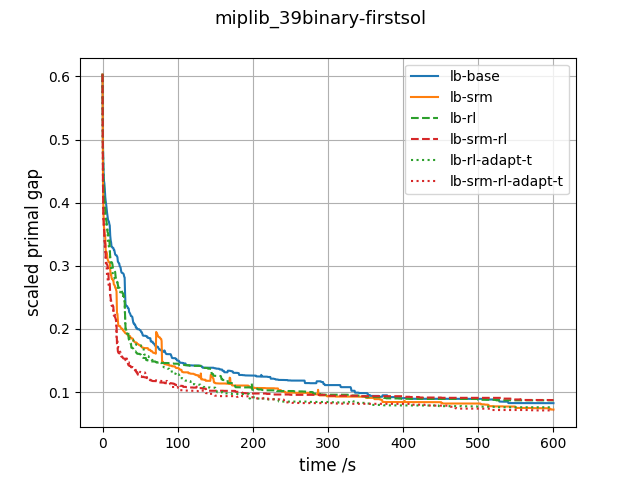 miplib_39binary-firstsol
lb-base
lb-srm
lb-rl
lb-srm-rl
lb-rl-adapt-t
lb-srm-rl-adapt-t
scaled primal gap
0.6
0.5
0.4
0.3
0.2
0.1
0 100 200 300 400 500 600
time /s